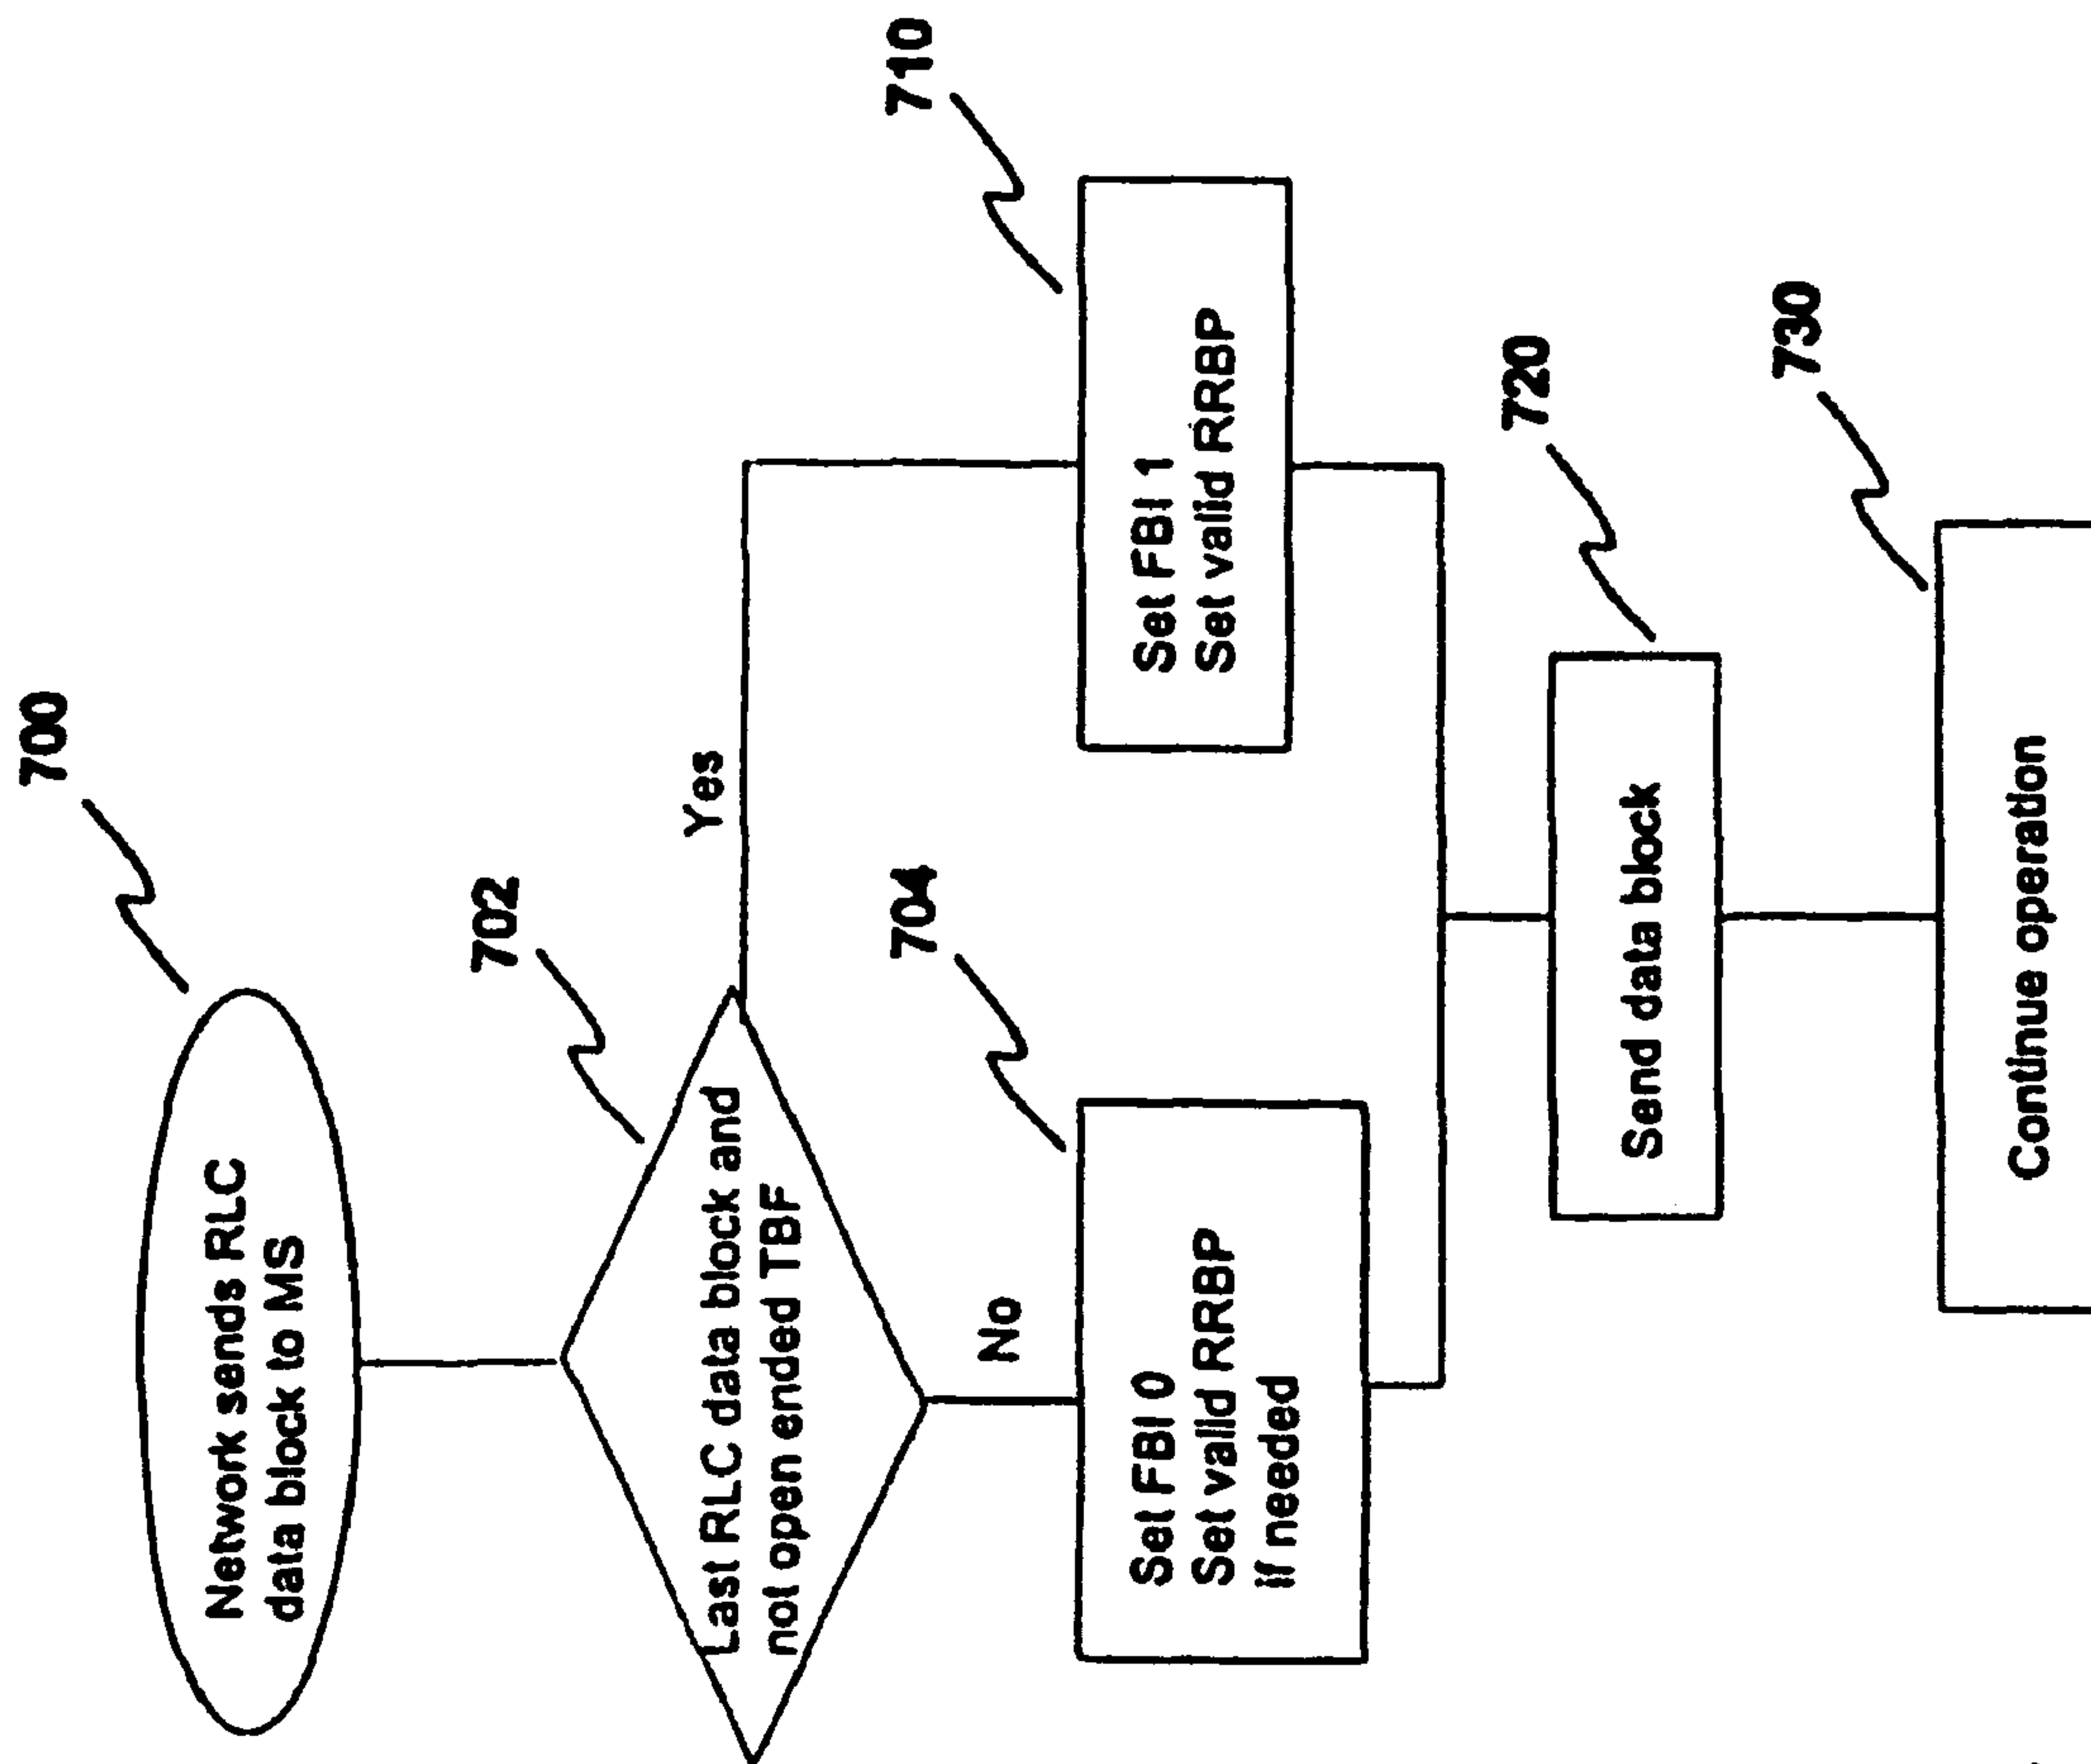 700
Network sends RLC
data block to MS
702
Last RLC data block and
not open ended TBF
Yes
No
704
Set FBI 0
Set valid RRBP
if needed
710
Set FBI 1
Set valid RRBP
720
Send data block
730
Continue operation